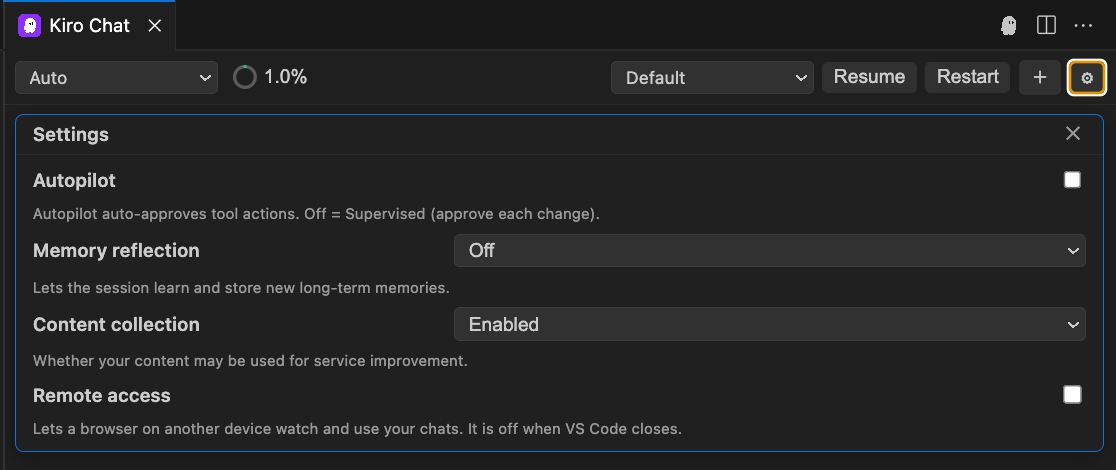 Kiro Chat
Auto 1.0% Default Resume Restart +
Settings
Autopilot
Autopilot auto-approves tool actions. Off = Supervised (approve each change).
Memory reflection Off
Lets the session learn and store new long-term memories.
Content collection Enabled
Whether your content may be used for service improvement.
Remote access
Lets a browser on another device watch and use your chats. It is off when VS Code closes.